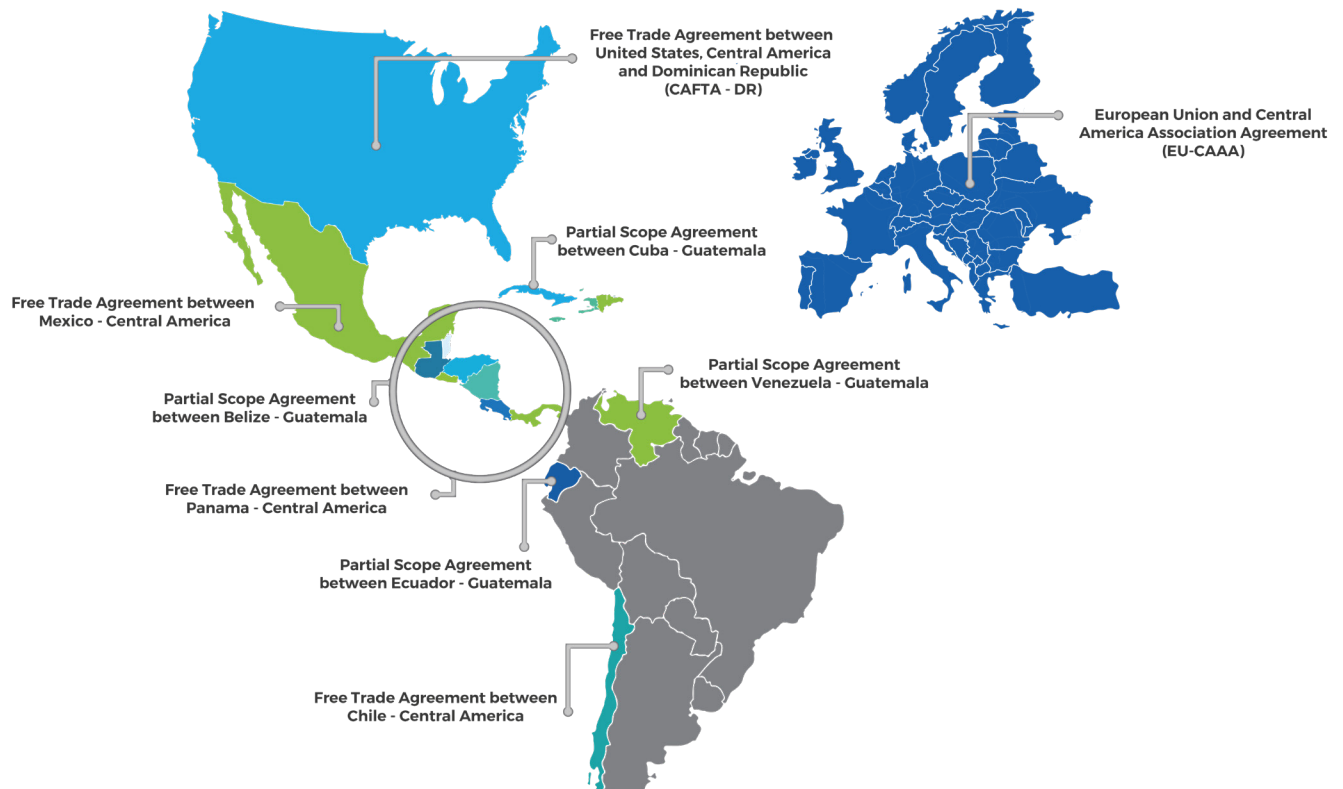 Free Trade Agreement between
United States, Central America
and Dominican Republic
(CAFTA - DR)
European Union and Central
America Association Agreement
(EU-CAAA)
Partial Scope Agreement
between Cuba - Guatemala
Free Trade Agreement between
Mexico - Central America
Partial Scope Agreement
between Venezuela - Guatemala
Partial Scope Agreement
between Belize - Guatemala
Free Trade Agreement between
Panama - Central America
Partial Scope Agreement
between Ecuador - Guatemala
Free Trade Agreement between
Chile - Central America